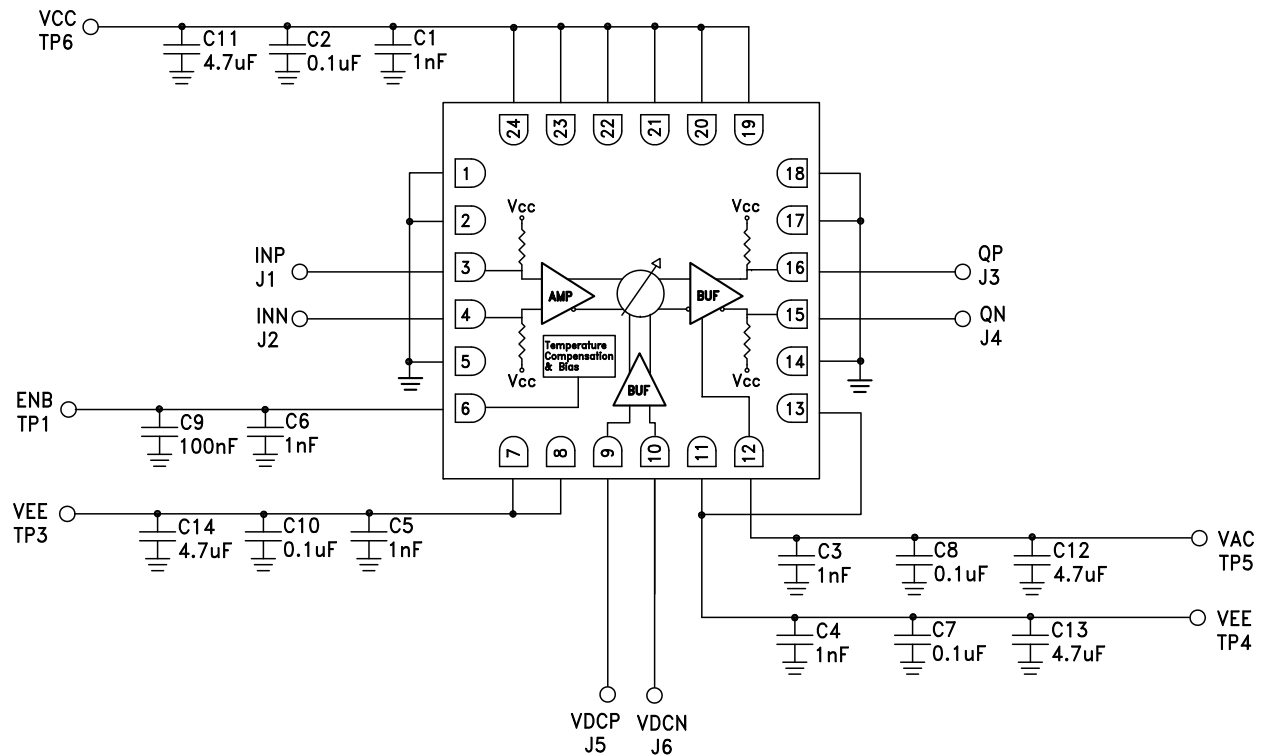 VCC
TP6
C11
4.7uF
C2
0.1uF
C1
1nF
24
23
22
21
20
19
1
2
3
4
5
6
18
17
16
15
14
13
Vcc
Vcc
INP
J1
INN
J2
AMP
BUF
QP
J3
QN
J4
Temperature
Compensation
& Bias
Vcc
Vcc
BUF
ENB
TP1
C9
100nF
C6
1nF
7
8
9
10
11
12
VEE
TP3
C14
4.7uF
C10
0.1uF
C5
1nF
C3
1nF
C8
0.1uF
C12
4.7uF
VAC
TP5
C4
1nF
C7
0.1uF
C13
4.7uF
VEE
TP4
VDCP
J5
VDCN
J6